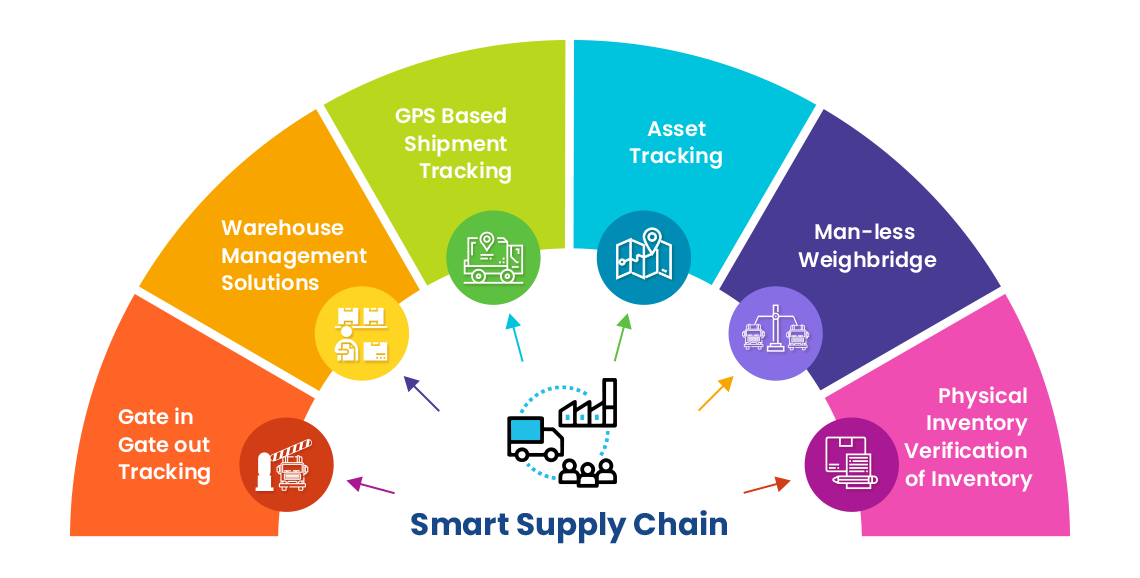 GPS Based
Shipment
Tracking
Asset
Tracking
Warehouse
Management
Solutions
Man-less
Weighbridge
Gate in
Gate out
Tracking
Physical
Inventory
Verification
of Inventory
Smart Supply Chain